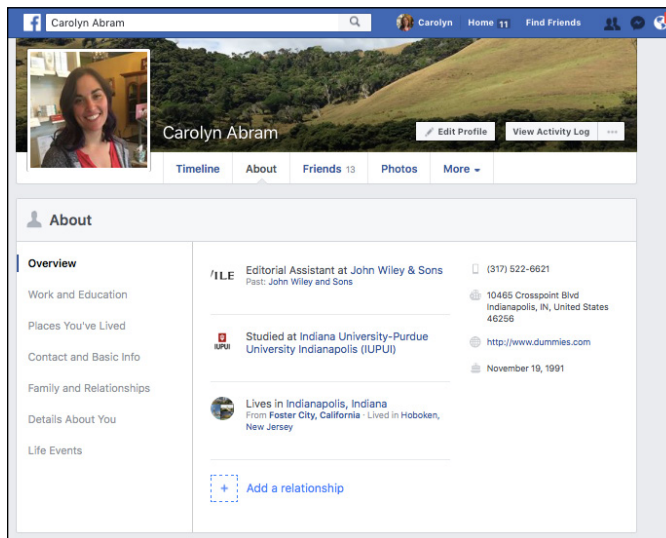 Carolyn Abram
Carolyn Home 11 Find Friends
Carolyn Abram
Edit Profile View Activity Log ...
Timeline About Friends 13 Photos More
About
Overview
Work and Education
Places You've Lived
Contact and Basic Info
Family and Relationships
Details About You
Life Events
VILE
Editorial Assistant at John Wiley & Sons
Past: John Wiley and Sons
IUPUI
Studied at Indiana University-Purdue
University Indianapolis (IUPUI)
Lives in Indianapolis, Indiana
From Foster City, California · Lived in Hoboken,
New Jersey
+ Add a relationship
(317) 522-6621
10465 Crosspoint Blvd
Indianapolis, IN, United States
46256
http://www.dummies.com
November 19, 1991